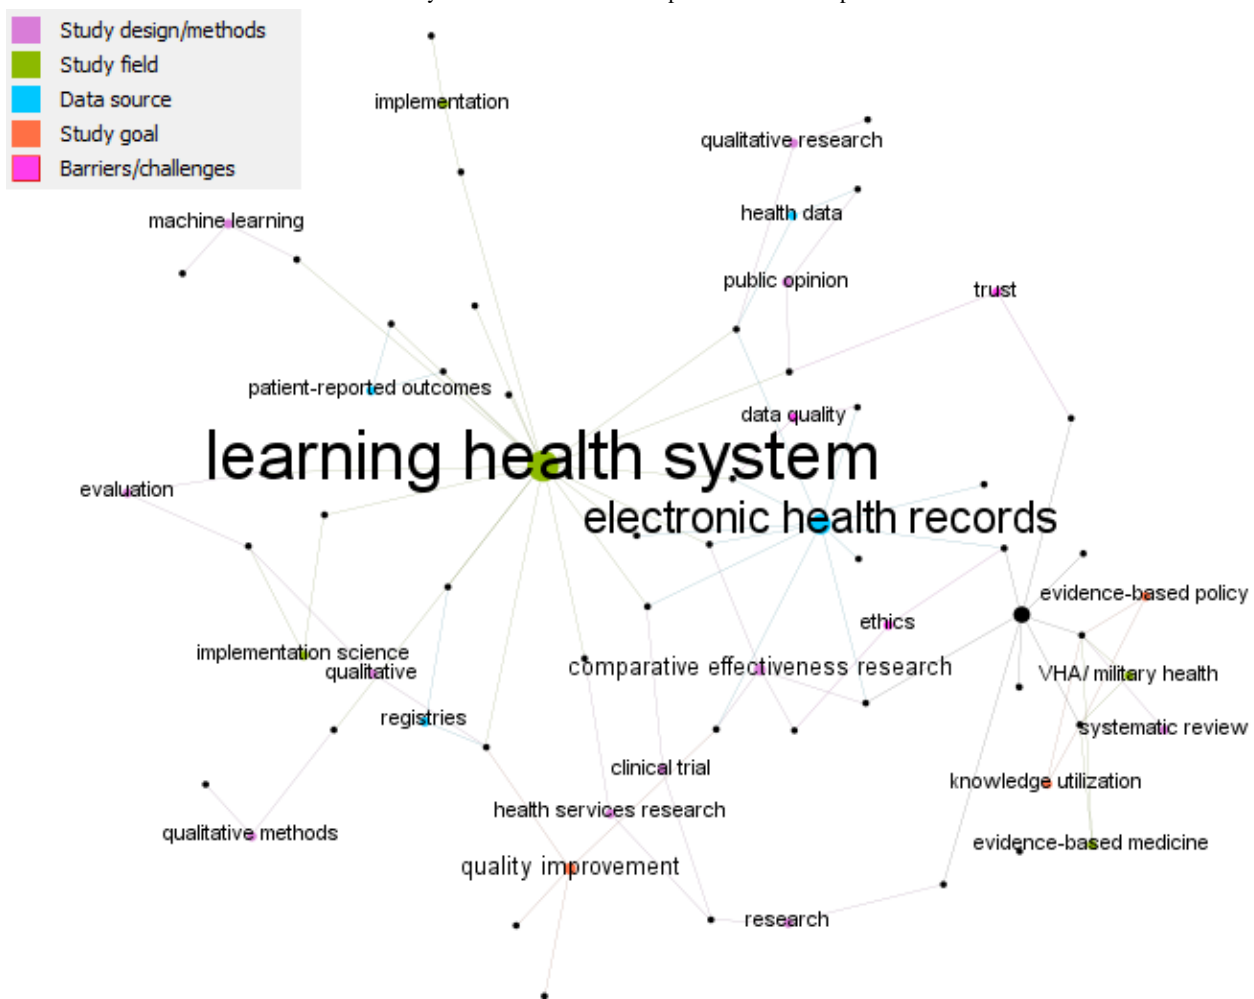 Study design/methods
Study field
Data source
Study goal
Barriers/challenges
implementation
qualitative research
machine learning
health data
public opinion
trust
patient-reported outcomes
data quality
learning health system
evaluation
electronic health records
evidence-based policy
ethics
implementation science
comparative effectiveness research
qualitative
VHA/ military health
registries
systematic review
clinical trial
knowledge utilization
health services research
qualitative methods
evidence-based medicine
quality improvement
research